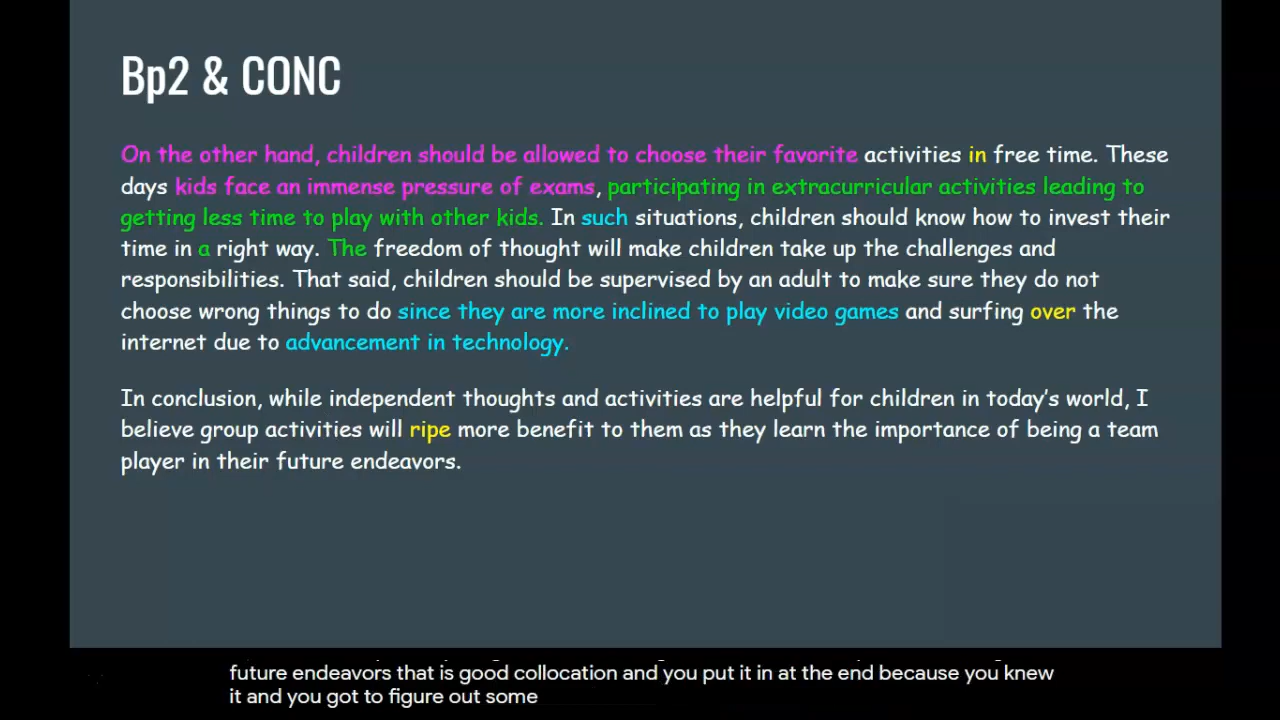 Bp2 & CONC
On the other hand, children should be allowed to choose their favorite activities in free time. These
days kids face an immense pressure of exams, participating in extracurricular activities leading to
getting less time to play with other kids. In such situations, children should know how to invest their
time in a right way. The freedom of thought will make children take up the challenges and
responsibilities. That said, children should be supervised by an adult to make sure they do not
choose wrong things to do since they are more inclined to play video games and surfing over the
internet due to advancement in technology.
In conclusion, while independent thoughts and activities are helpful for children in today's world, I
believe group activities will ripe more benefit to them as they learn the importance of being a team
player in their future endeavors.
future endeavors that is good collocation and you put it in at the end because you knew
it and you got to figure out some